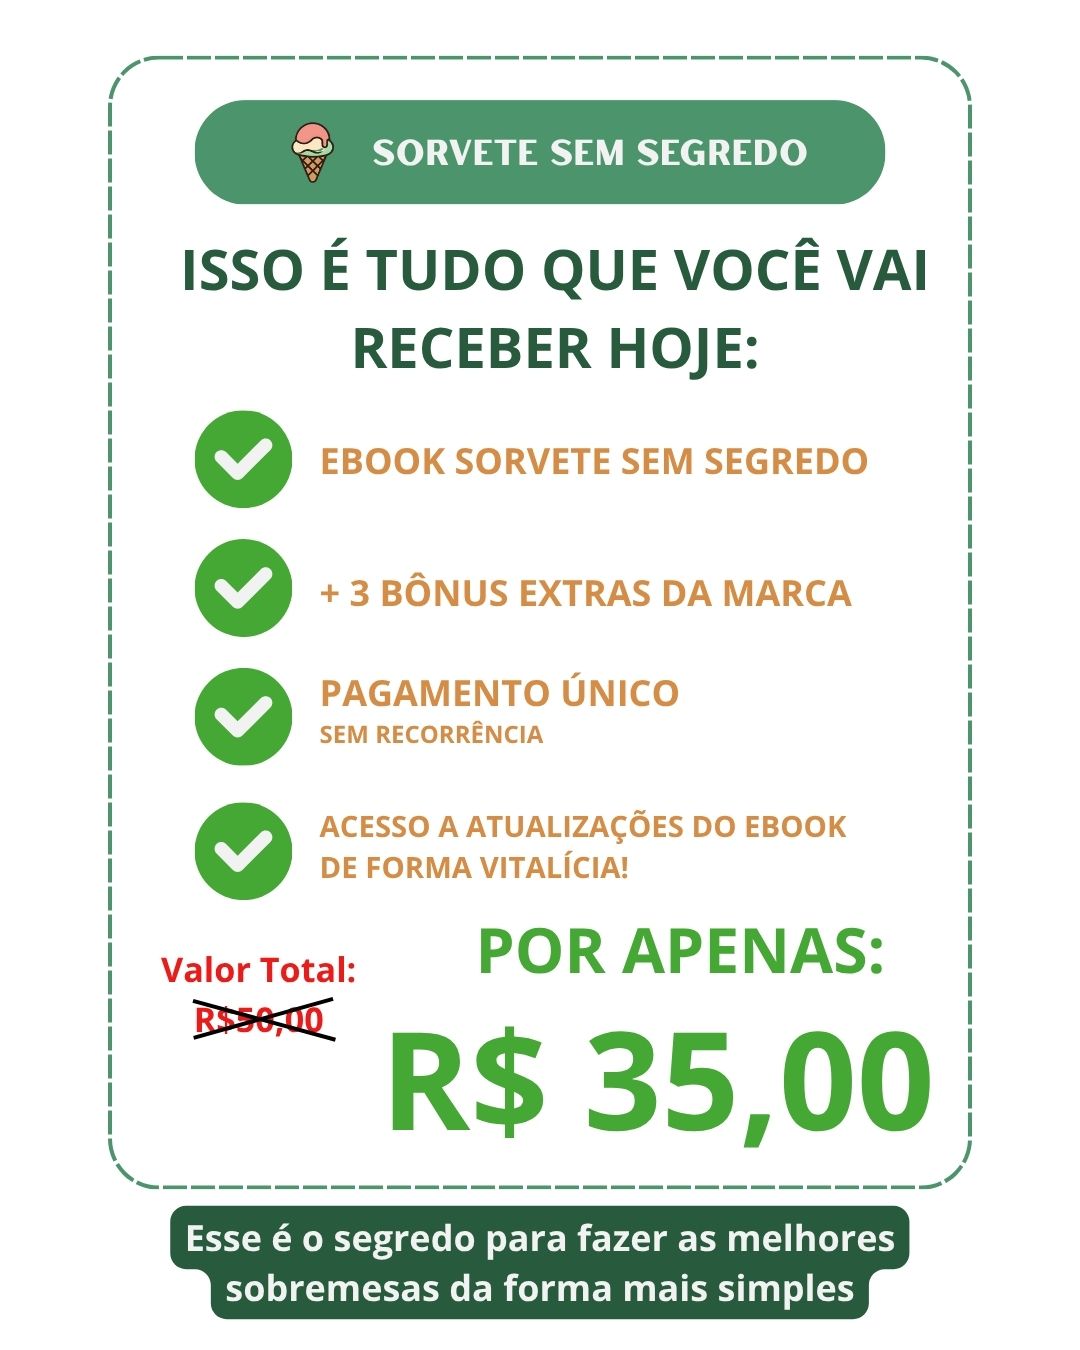 SORVETE SEM SEGREDO
ISSO É TUDO QUE VOCÊ VAI
RECEBER HOJE:
EBOOK SORVETE SEM SEGREDO
+ 3 BÔNUS EXTRAS DA MARCA
PAGAMENTO ÚNICO
SEM RECORRÊNCIA
ACESSO A ATUALIZAÇÕES DO EBOOK
DE FORMA VITALÍCIA!
Valor Total:
R$50,00
POR APENAS:
R$ 35,00
Esse é o segredo para fazer as melhores
sobremesas da forma mais simples